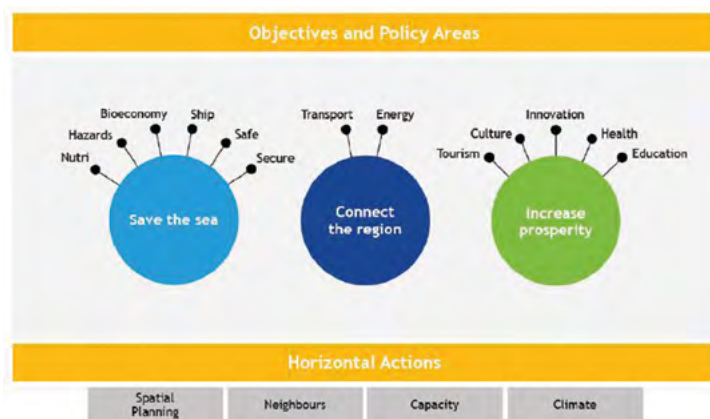 Objectives and Policy Areas
Bioeconomy
Ship
Hazards
Safe
Nutri
Secure
Save the sea
Transport
Energy
Connect
the region
Innovation
Culture
Health
Tourism
Education
Increase
prosperity
Horizontal Actions
Spatial
Planning
Neighbours
Capacity
Climate